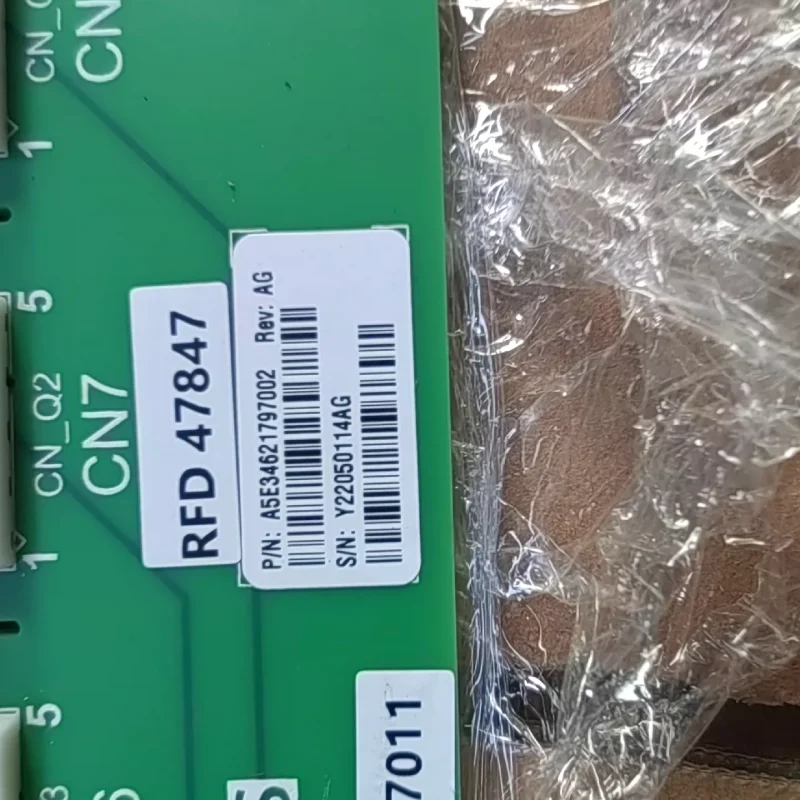 CN
1
5
CN_Q2
CN7
1
RFD 47847
P/N: A5E34621797002 Rev: AG
S/N: Y22050114AG
5
7011